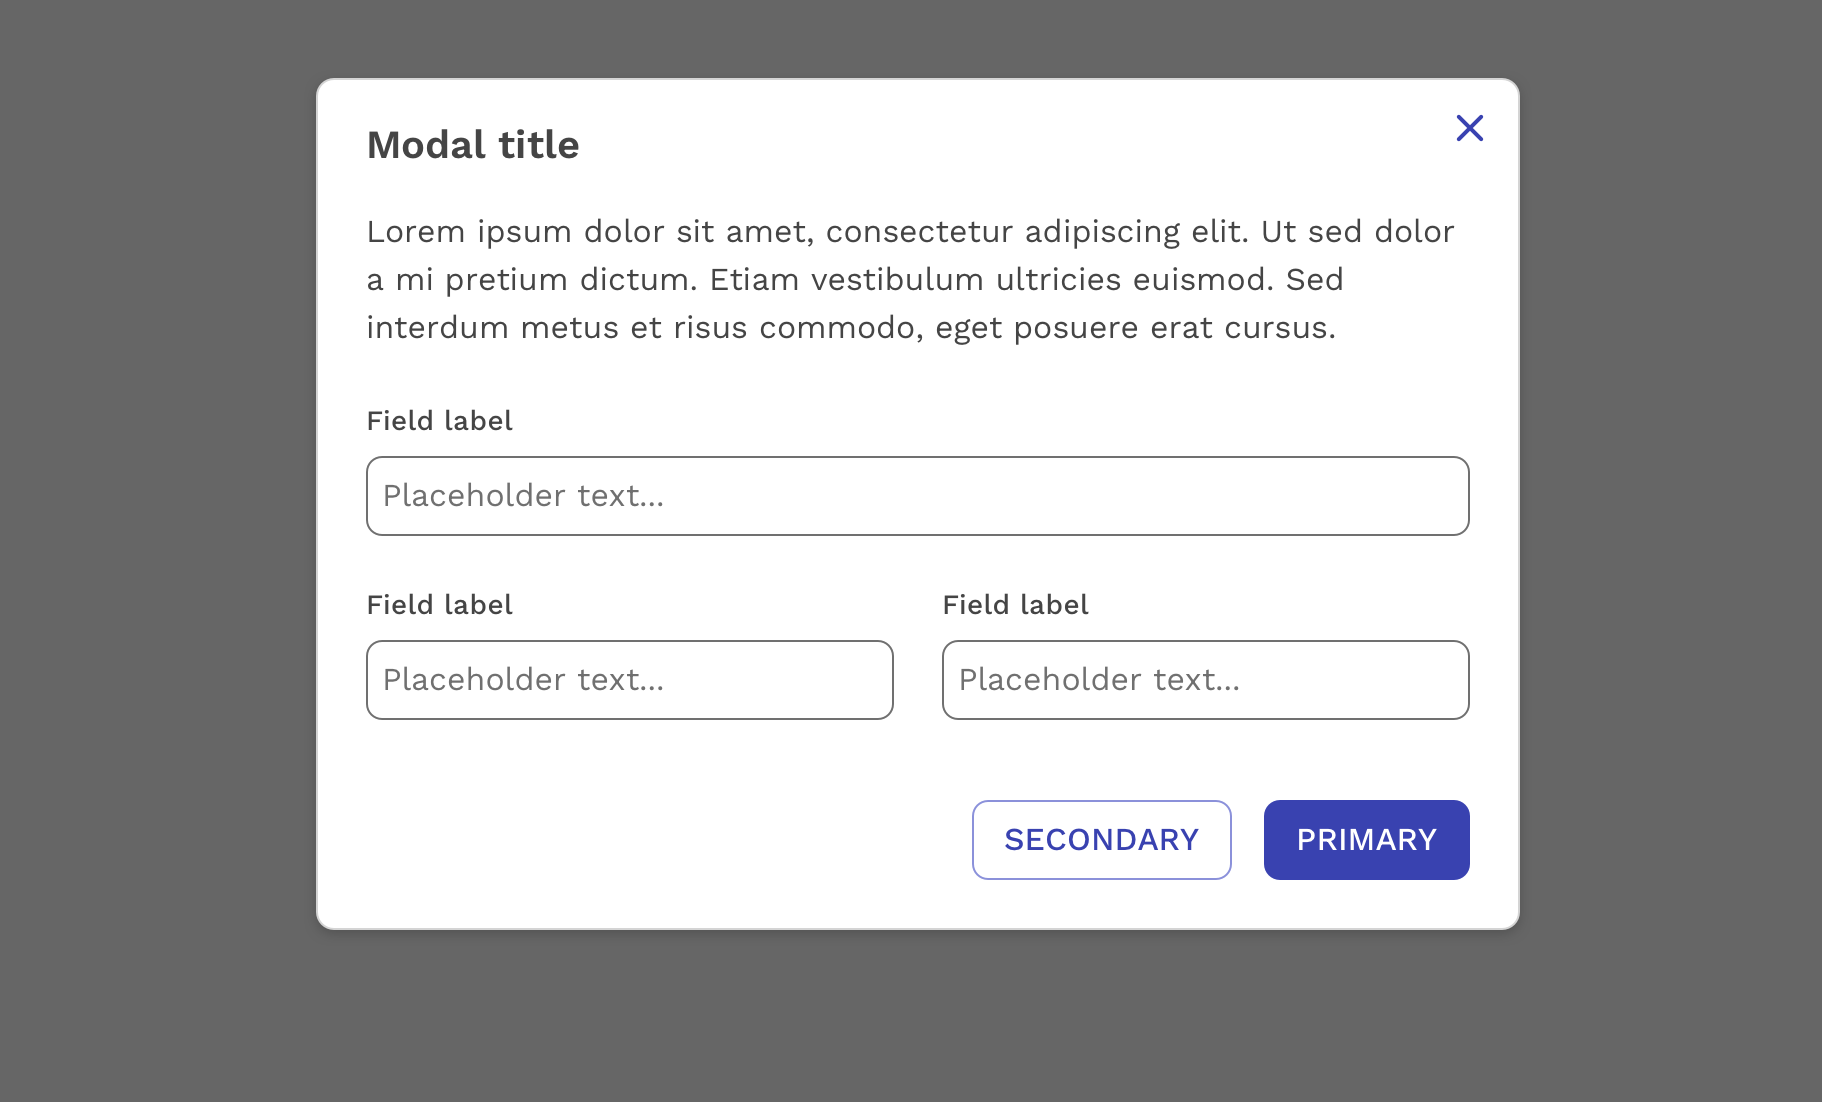 Modal title
Lorem ipsum dolor sit amet, consectetur adipiscing elit. Ut sed dolor
a mi pretium dictum. Etiam vestibulum ultricies euismod. Sed
interdum metus et risus commodo, eget posuere erat cursus.
Field label
Placeholder text...
Field label
Placeholder text...
Field label
Placeholder text...
SECONDARY
PRIMARY